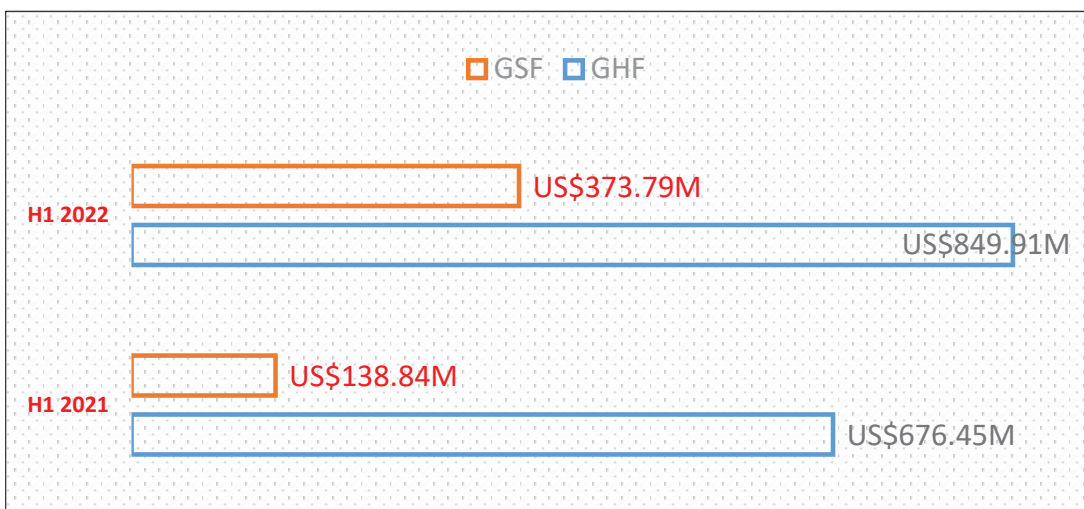 GSF GHF
US$373.79M
H1 2022
US$849.91M
US$138.84M
H1 2021
US$676.45M